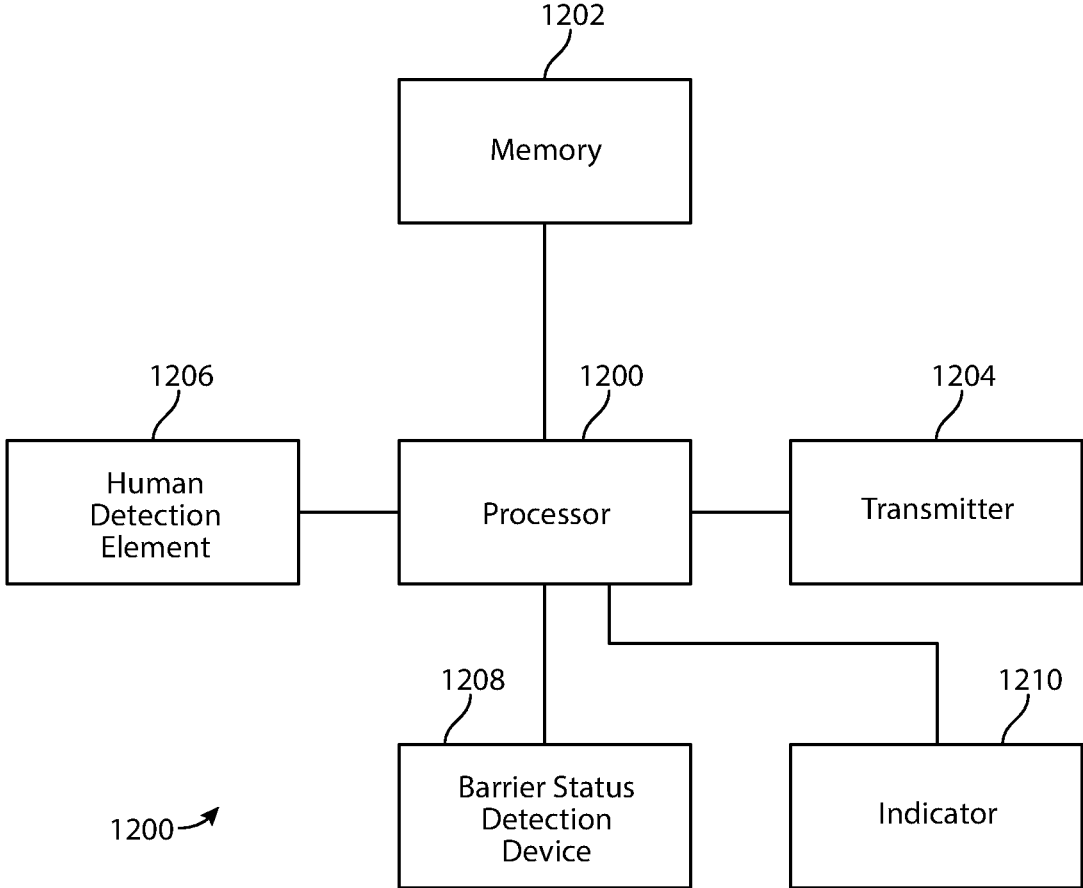 1202
Memory
1206
1200
1204
Human
Detection
Element
Processor
Transmitter
1208
1210
Barrier Status
Detection
Device
Indicator
1200